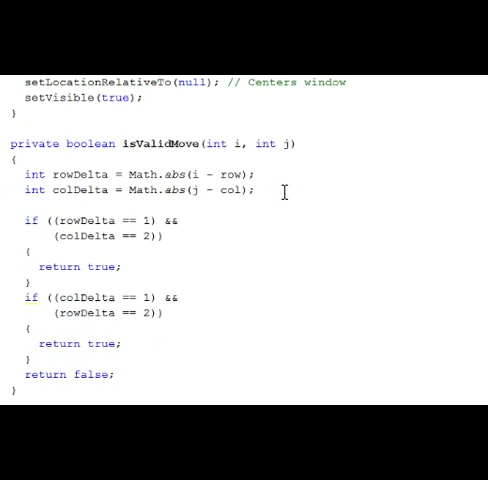 setLocationRelativeTo(null); // Centers window
setVisible(true);
}
private boolean isValidMove(int i, int j)
{
int rowDelta = Math.abs(i - row);
int colDelta = Math.abs(j - col);
if ((rowDelta == 1) &&
(colDelta == 2))
{
return true;
}
if ((colDelta == 1) &&
(rowDelta == 2))
{
return true;
}
return false;
}